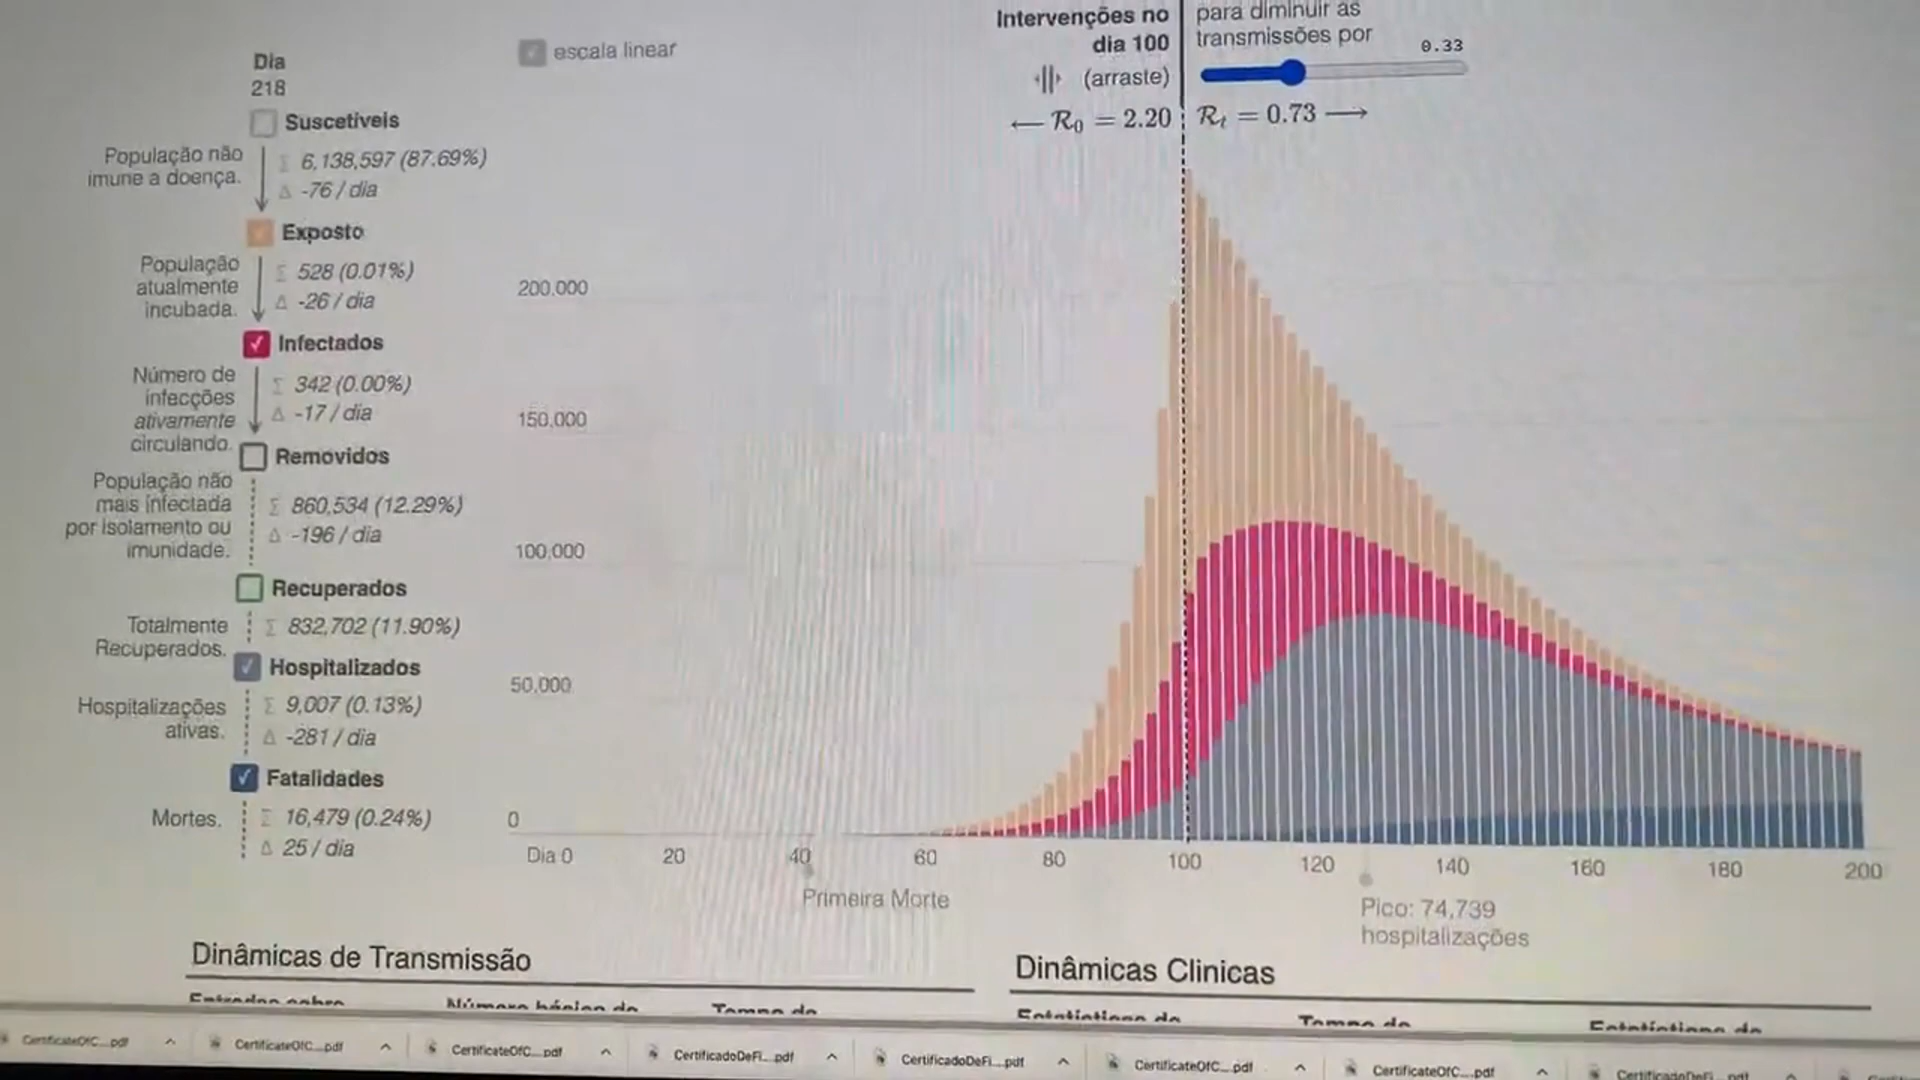 Dia
218
escala linear
Intervenções no
dia 100
(arraste)
para diminuir as
transmissões por
0.33
← R₀ = 2.20
Rₜ = 0.73 →
Suscetíveis
População não
imune a doença.
Σ 6,138,597 (87.69%)
Δ -76 / dia
Exposto
População
atualmente
incubada.
Σ 528 (0.01%)
Δ -26 / dia
Infectados
Número de
infecções
ativamente
circulando.
Σ 342 (0.00%)
Δ -17 / dia
Removidos
População não
mais infectada
por isolamento ou
imunidade.
Σ 860,534 (12.29%)
Δ -196 / dia
Recuperados
Totalmente
Recuperados.
Σ 832,702 (11.90%)
Hospitalizados
Hospitalizações
ativas.
Σ 9,007 (0.13%)
Δ -281 / dia
Fatalidades
Mortes.
Σ 16,479 (0.24%)
Δ 25 / dia
200,000
150,000
100,000
50,000
0
Dia 0 20 40 60 80 100 120 140 160 180 200
Primeira Morte
Pico: 74,739
hospitalizações
Dinâmicas de Transmissão
Dinâmicas Clinicas
CertificateOfC....pdf
CertificateOfC....pdf
CertificateOfC....pdf
CertificadoDeFi....pdf
CertificadoDeFi....pdf
CertificateOfC....pdf
CertificateOfC....pdf
CertificadoDeFi....pdf